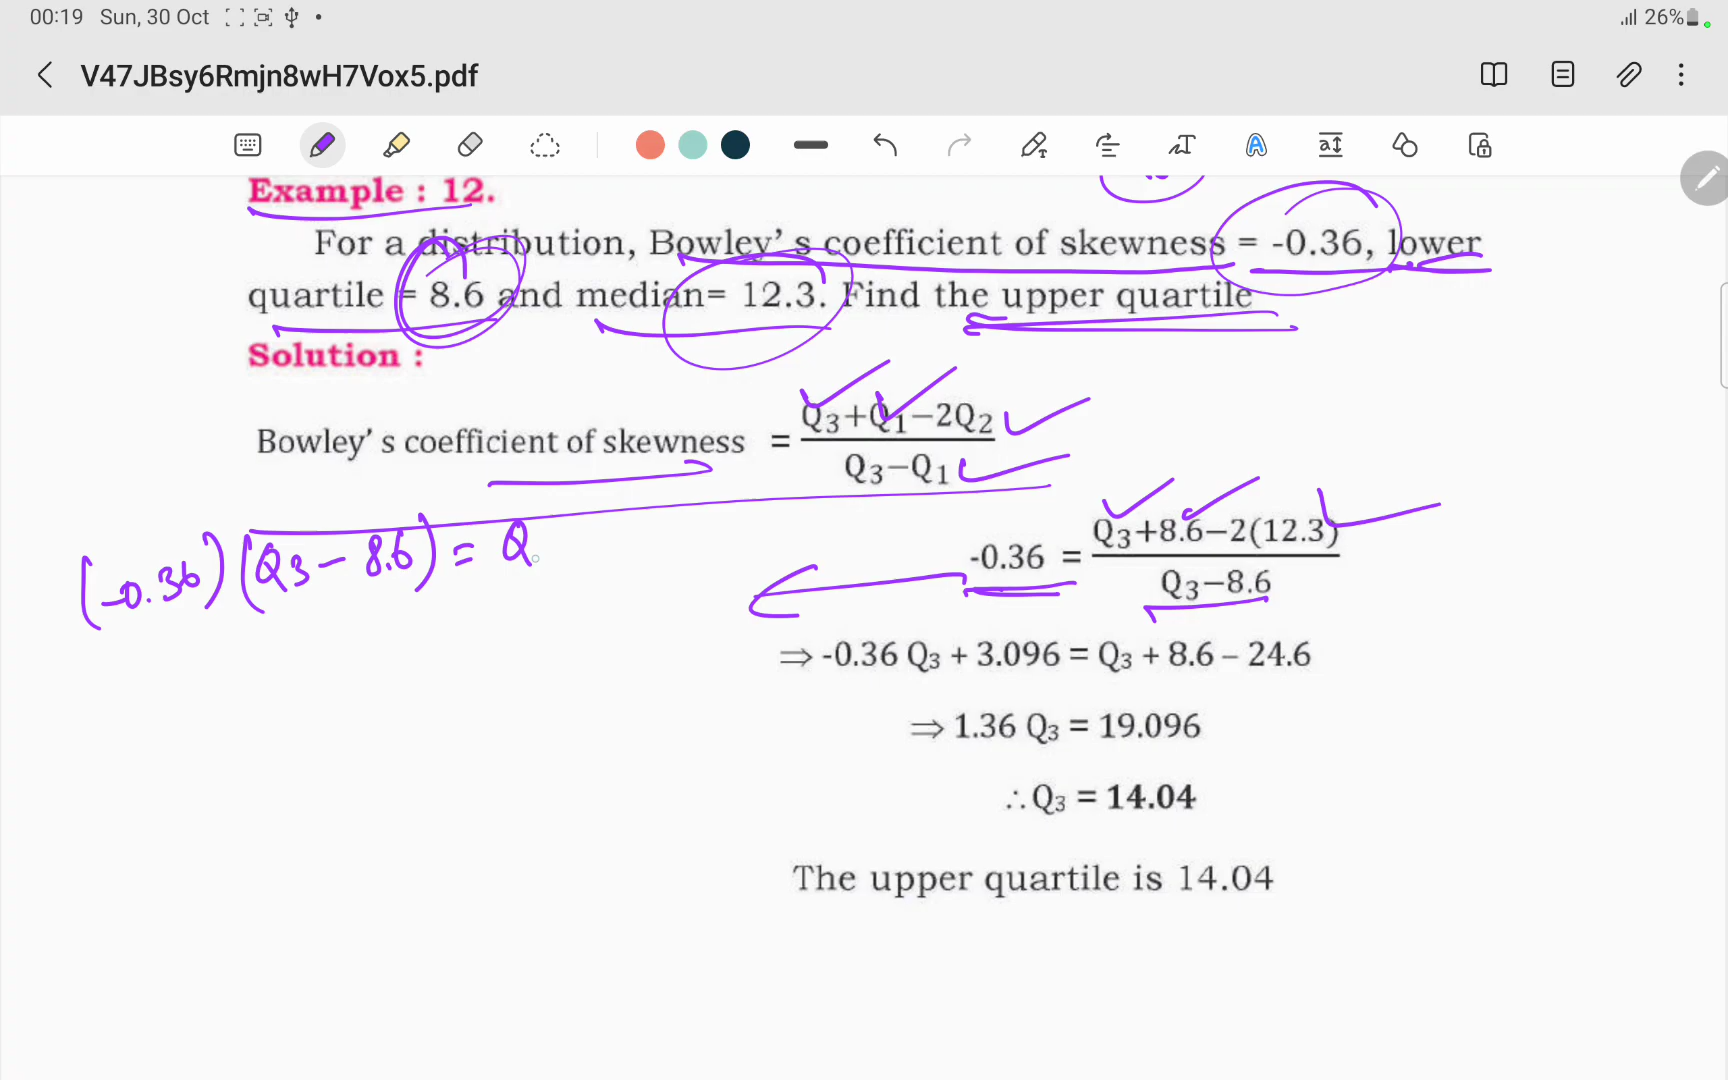 00:19 Sun, 30 Oct
26%
V47JBsy6Rmjn8wH7Vox5.pdf
Example : 12.
For a distribution, Bowley's coefficient of skewness = -0.36, lower
quartile = 8.6 and median= 12.3. Find the upper quartile
Solution :
Bowley's coefficient of skewness = Q₃+Q₁−2Q₂ / Q₃−Q₁
(-0.36)(Q3 - 8.6) = Q
-0.36 = Q₃+8.6−2(12.3) / Q₃−8.6
⟹ -0.36 Q₃ + 3.096 = Q₃ + 8.6 – 24.6
⟹ 1.36 Q₃ = 19.096
∴ Q₃ = 14.04
The upper quartile is 14.04